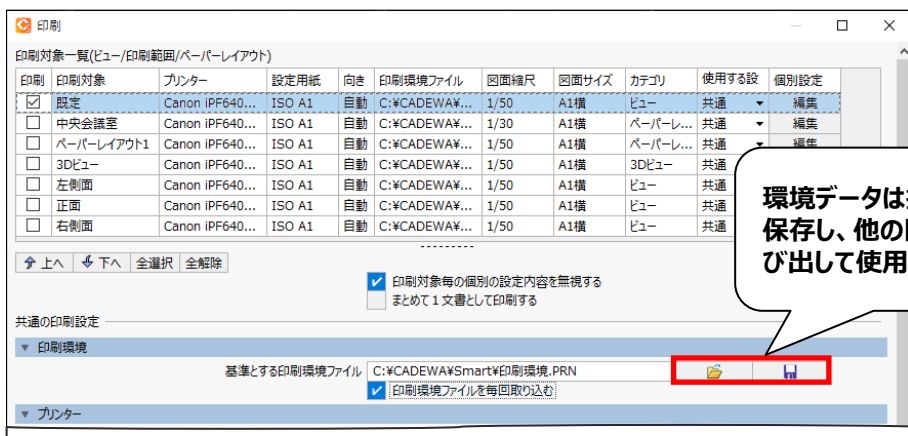 印刷
印刷対象一覧(ビュー/印刷範囲/ペーパーレイアウト)
印刷 印刷対象 プリンター 設定用紙 向き 印刷環境ファイル 図面縮尺 図面サイズ カテゴリ 使用する設 個別設定
既定 Canon iPF640... ISO A1 自動 C:¥CADEWA¥... 1/50 A1横 ビュー 共通 編集
中央会議室 Canon iPF640... ISO A1 自動 C:¥CADEWA¥... 1/30 A1横 ペーパーレ... 共通 編集
ペーパーレイアウト1 Canon iPF640... ISO A1 自動 C:¥CADEWA¥... 1/50 A1横 ペーパーレ... 共通 編集
3Dビュー Canon iPF640... ISO A1 自動 C:¥CADEWA¥... 1/50 A1横 3Dビュー 共通
左側面 Canon iPF640... ISO A1 自動 C:¥CADEWA¥... 1/50 A1横 ビュー 共通
正面 Canon iPF640... ISO A1 自動 C:¥CADEWA¥... 1/50 A1横 ビュー 共通
右側面 Canon iPF640... ISO A1 自動 C:¥CADEWA¥... 1/50 A1横 ビュー 共通
環境データは
保存し、他の
び出して使用
上へ 下へ 全選択 全解除
印刷対象毎の個別の設定内容を無視する
まとめて1文書として印刷する
共通の印刷設定
印刷環境
基準とする印刷環境ファイル C:¥CADEWA¥Smart¥印刷環境.PRN
印刷環境ファイルを毎回取り込む
プリンター